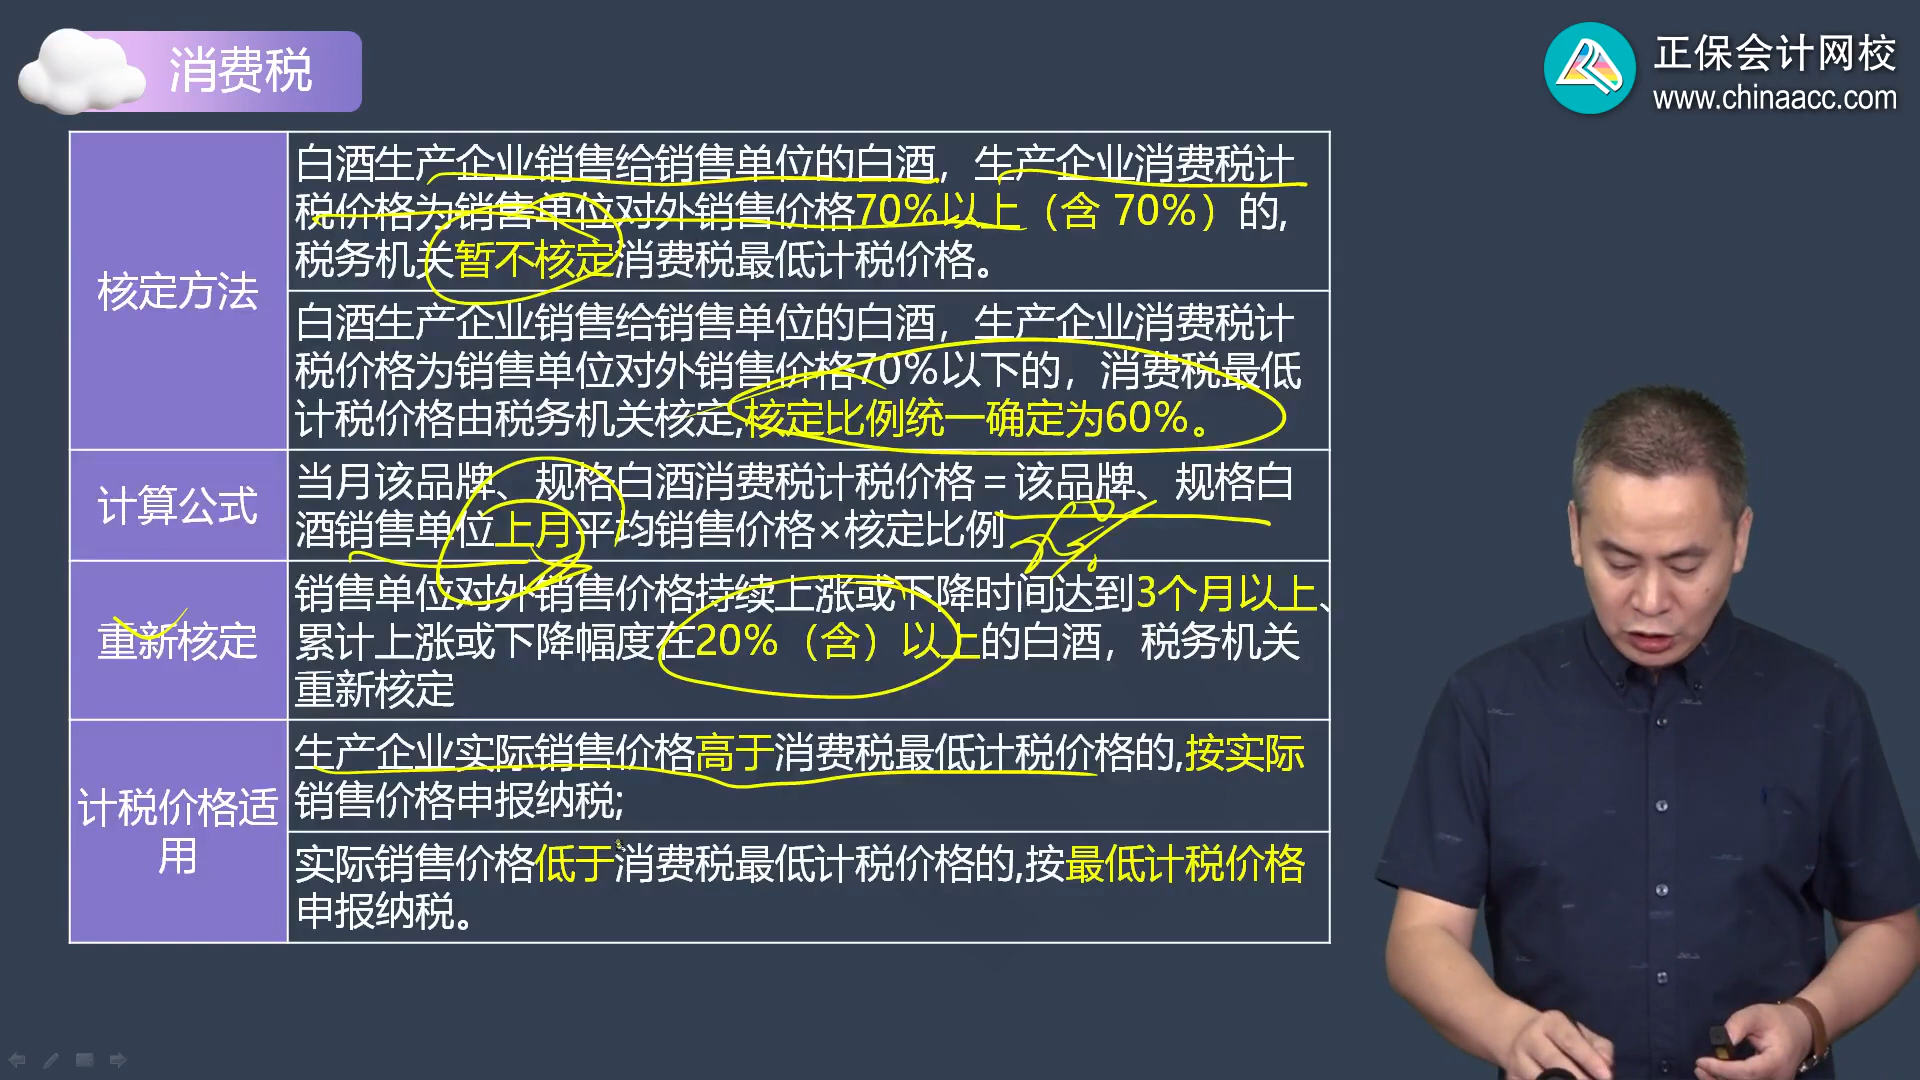 消费税
正保会计网校
www.chinaacc.com
核定方法
白酒生产企业销售给销售单位的白酒，生产企业消费税计
税价格为销售单位对外销售价格70%以上（含 70%）的,
税务机关暂不核定消费税最低计税价格。
白酒生产企业销售给销售单位的白酒，生产企业消费税计
税价格为销售单位对外销售价格70%以下的，消费税最低
计税价格由税务机关核定,核定比例统一确定为60%。
计算公式
当月该品牌、规格白酒消费税计税价格＝该品牌、规格白
酒销售单位上月平均销售价格×核定比例
重新核定
销售单位对外销售价格持续上涨或下降时间达到3个月以上、
累计上涨或下降幅度在20%（含）以上的白酒，税务机关
重新核定
计税价格适
用
生产企业实际销售价格高于消费税最低计税价格的,按实际
销售价格申报纳税;
实际销售价格低于消费税最低计税价格的,按最低计税价格
申报纳税。